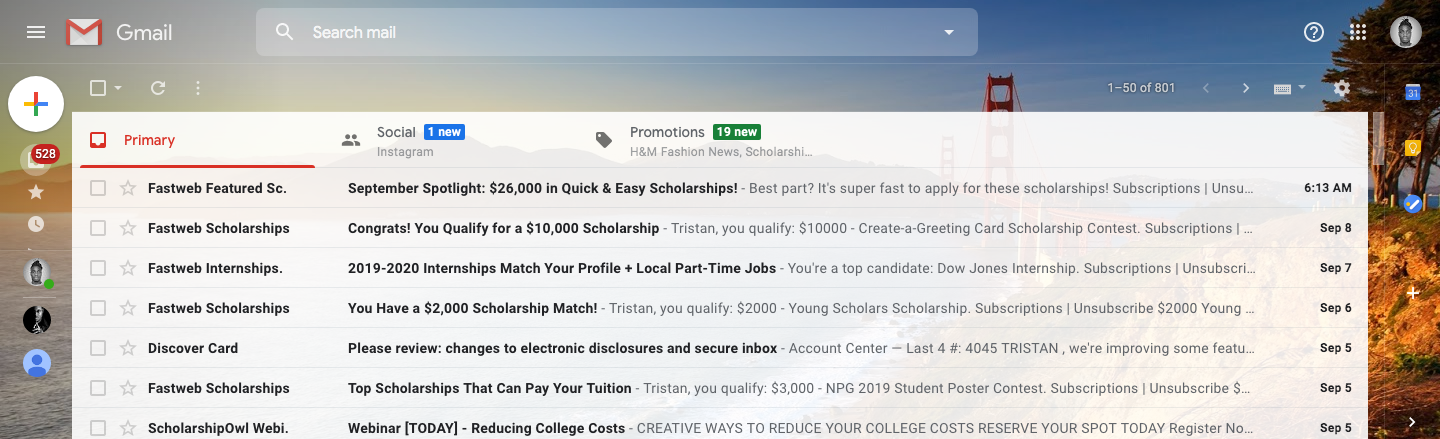 Gmail
Search mail
1–50 of 801
31
528
Primary
Social 1 new
Instagram
Promotions 19 new
H&M Fashion News, Scholarshi…
Fastweb Featured Sc. September Spotlight: $26,000 in Quick & Easy Scholarships! - Best part? It's super fast to apply for these scholarships! Subscriptions | Unsu… 6:13 AM
Fastweb Scholarships Congrats! You Qualify for a $10,000 Scholarship - Tristan, you qualify: $10000 - Create-a-Greeting Card Scholarship Contest. Subscriptions | … Sep 8
Fastweb Internships. 2019-2020 Internships Match Your Profile + Local Part-Time Jobs - You're a top candidate: Dow Jones Internship. Subscriptions | Unsubscri… Sep 7
Fastweb Scholarships You Have a $2,000 Scholarship Match! - Tristan, you qualify: $2000 - Young Scholars Scholarship. Subscriptions | Unsubscribe $2000 Young … Sep 6
Discover Card Please review: changes to electronic disclosures and secure inbox - Account Center — Last 4 #: 4045 TRISTAN , we're improving some featu… Sep 5
Fastweb Scholarships Top Scholarships That Can Pay Your Tuition - Tristan, you qualify: $3,000 - NPG 2019 Student Poster Contest. Subscriptions | Unsubscribe $… Sep 5
ScholarshipOwl Webi. Webinar [TODAY] - Reducing College Costs - CREATIVE WAYS TO REDUCE YOUR COLLEGE COSTS RESERVE YOUR SPOT TODAY Register No… Sep 5